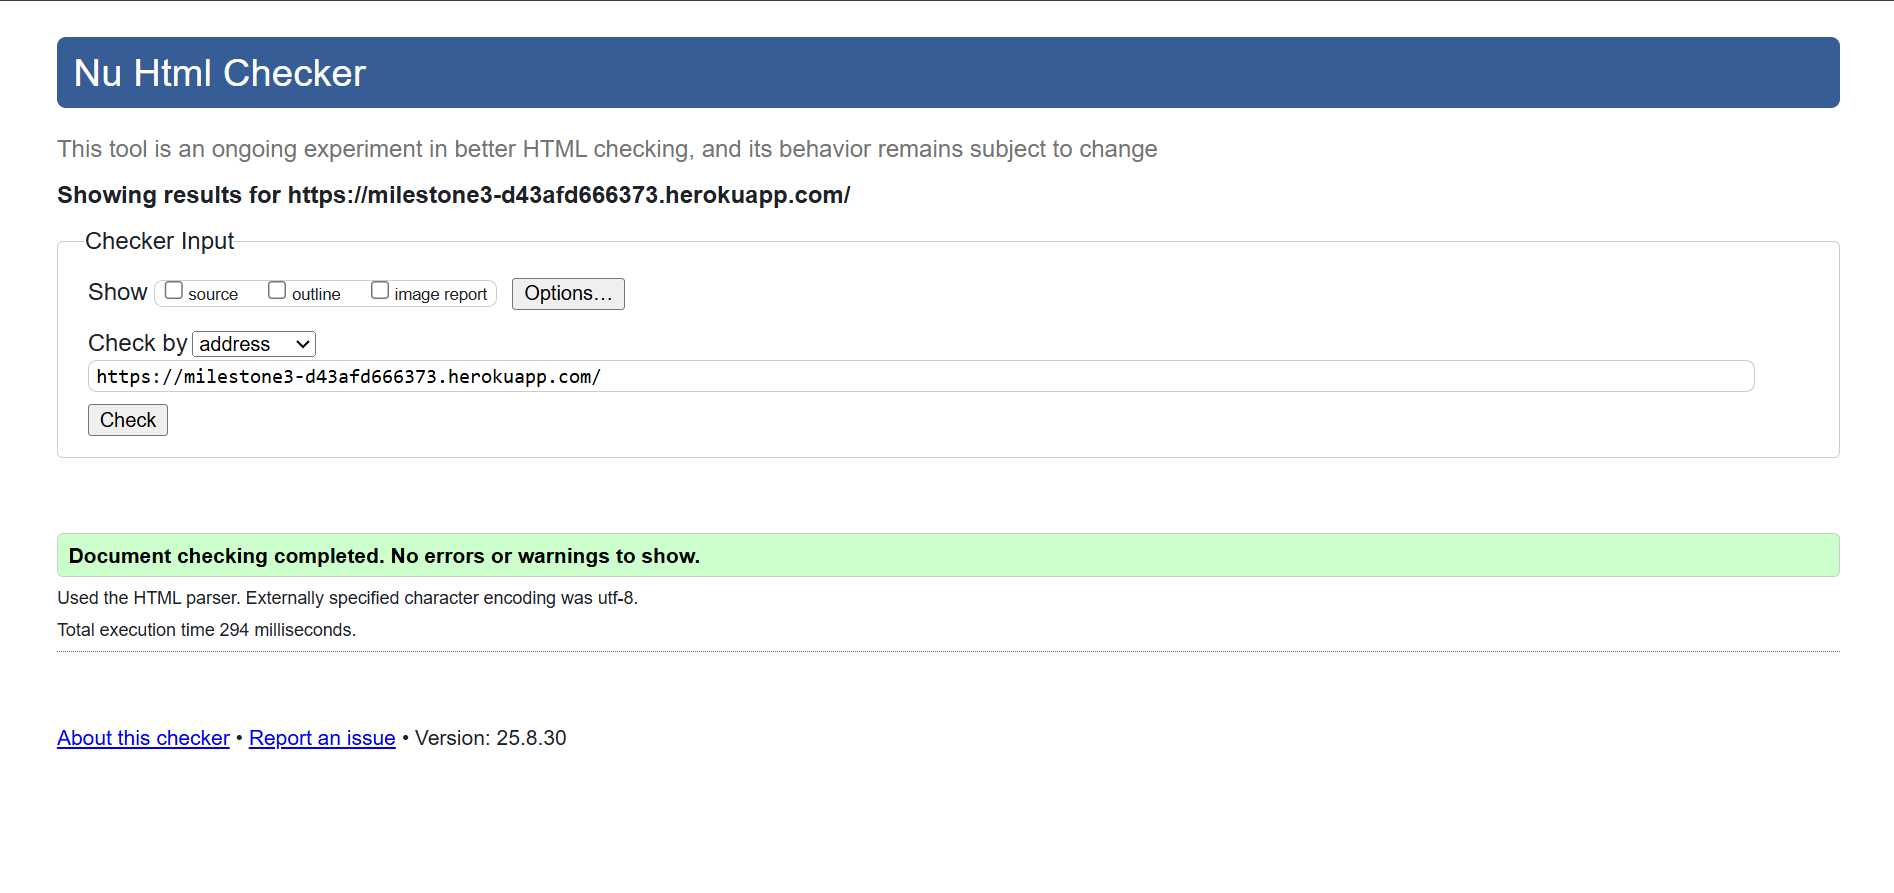 Nu Html Checker
This tool is an ongoing experiment in better HTML checking, and its behavior remains subject to change
Showing results for https://milestone3-d43afd666373.herokuapp.com/
Checker Input
Show source outline image report Options…
Check by address
https://milestone3-d43afd666373.herokuapp.com/
Check
Document checking completed. No errors or warnings to show.
Used the HTML parser. Externally specified character encoding was utf-8.
Total execution time 294 milliseconds.
About this checker • Report an issue • Version: 25.8.30